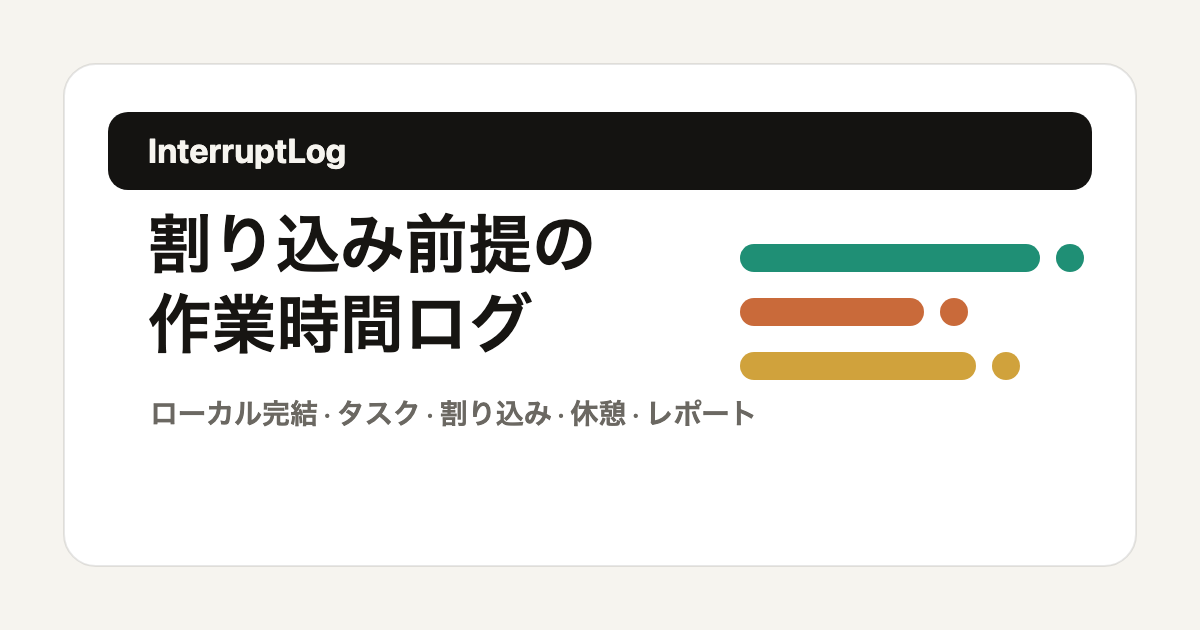 InterruptLog
割り込み前提の
作業時間ログ
ローカル完結 · タスク · 割り込み · 休憩 · レポート